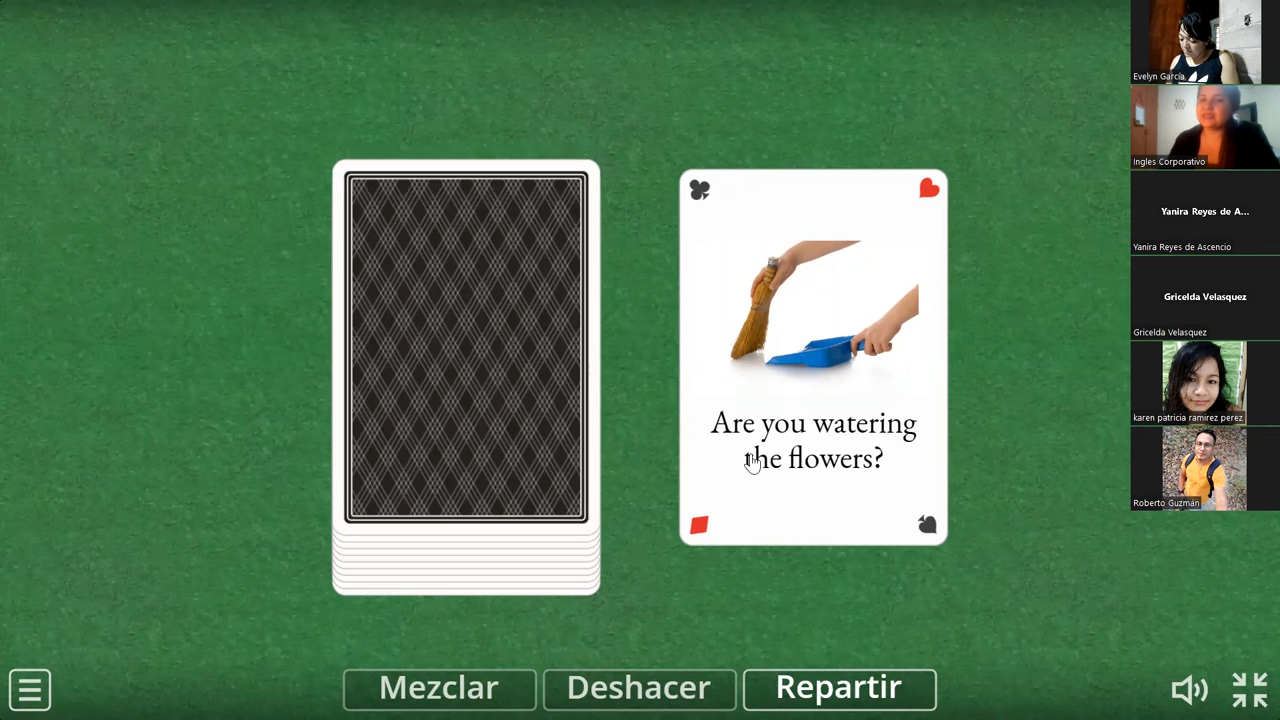 Are you watering
the flowers?
Mezclar
Deshacer
Repartir
Evelyn García
Ingles Corporativo
Yanira Reyes de A...
Yanira Reyes de Ascencio
Gricelda Velasquez
Gricelda Velasquez
karen patricia ramirez perez
Roberto Guzmán